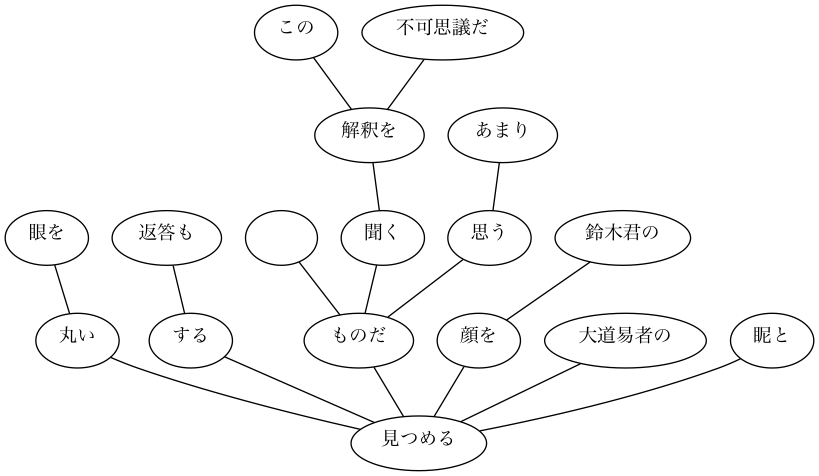 この
不可思議だ
解釈を
あまり
眼を
返答も
聞く
思う
鈴木君の
丸い
する
ものだ
顔を
大道易者の
眤と
見つめる